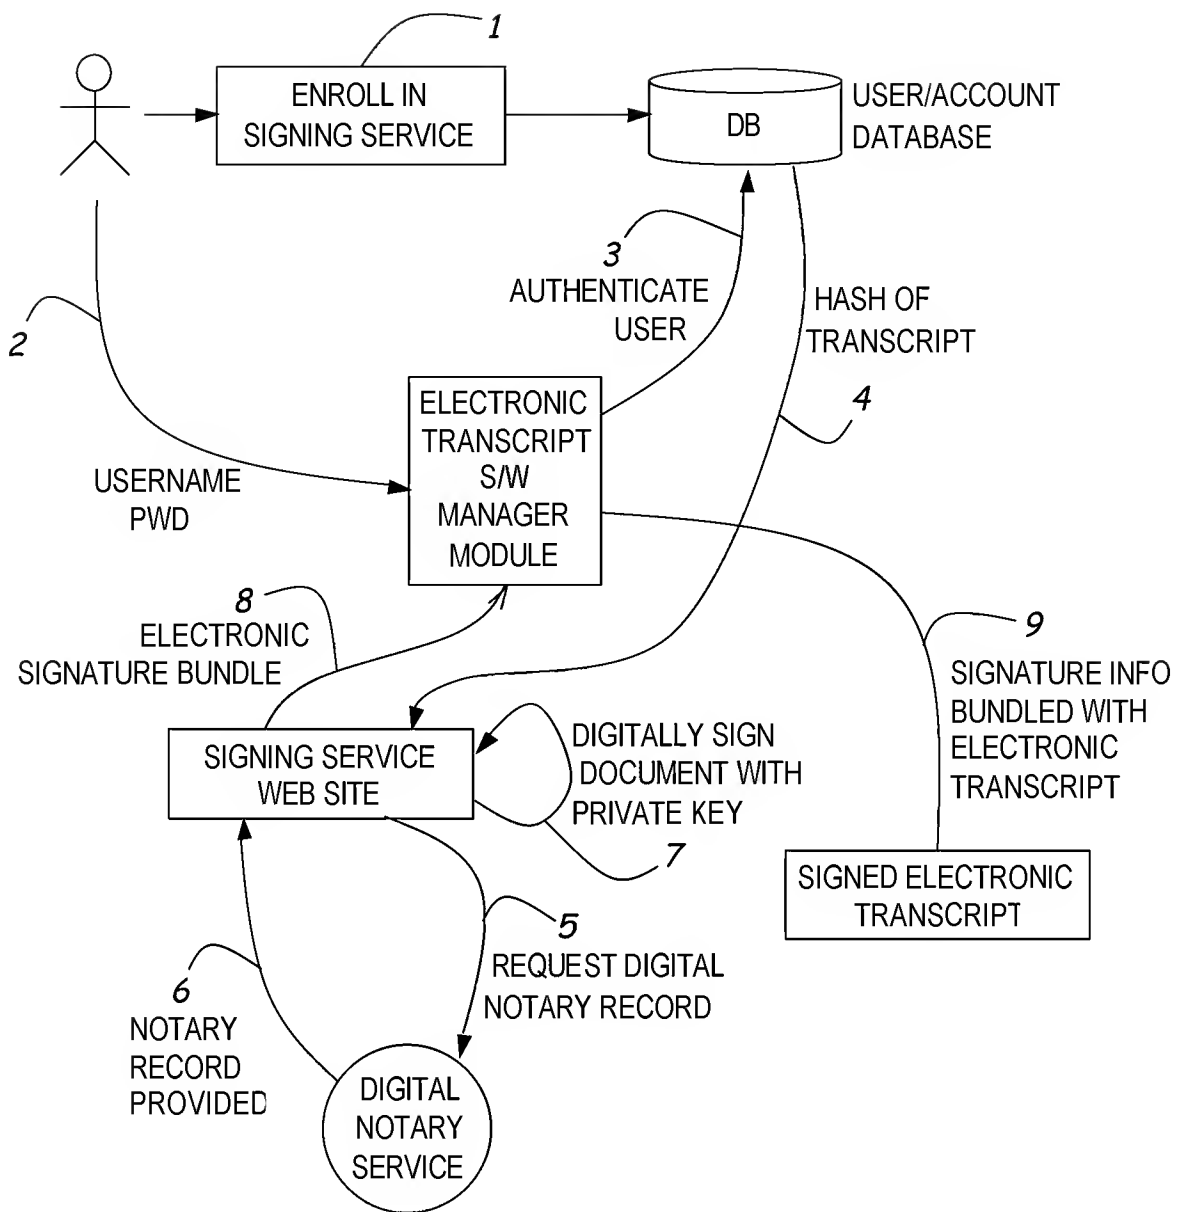 1
ENROLL IN
SIGNING SERVICE
DB
USER/ACCOUNT
DATABASE
2
USERNAME
PWD
3
AUTHENTICATE
USER
HASH OF
TRANSCRIPT
4
ELECTRONIC
TRANSCRIPT
S/W
MANAGER
MODULE
8
ELECTRONIC
SIGNATURE BUNDLE
9
SIGNATURE INFO
BUNDLED WITH
ELECTRONIC
TRANSCRIPT
SIGNING SERVICE
WEB SITE
DIGITALLY SIGN
DOCUMENT WITH
PRIVATE KEY
7
SIGNED ELECTRONIC
TRANSCRIPT
5
REQUEST DIGITAL
NOTARY RECORD
6
NOTARY
RECORD
PROVIDED
DIGITAL
NOTARY
SERVICE